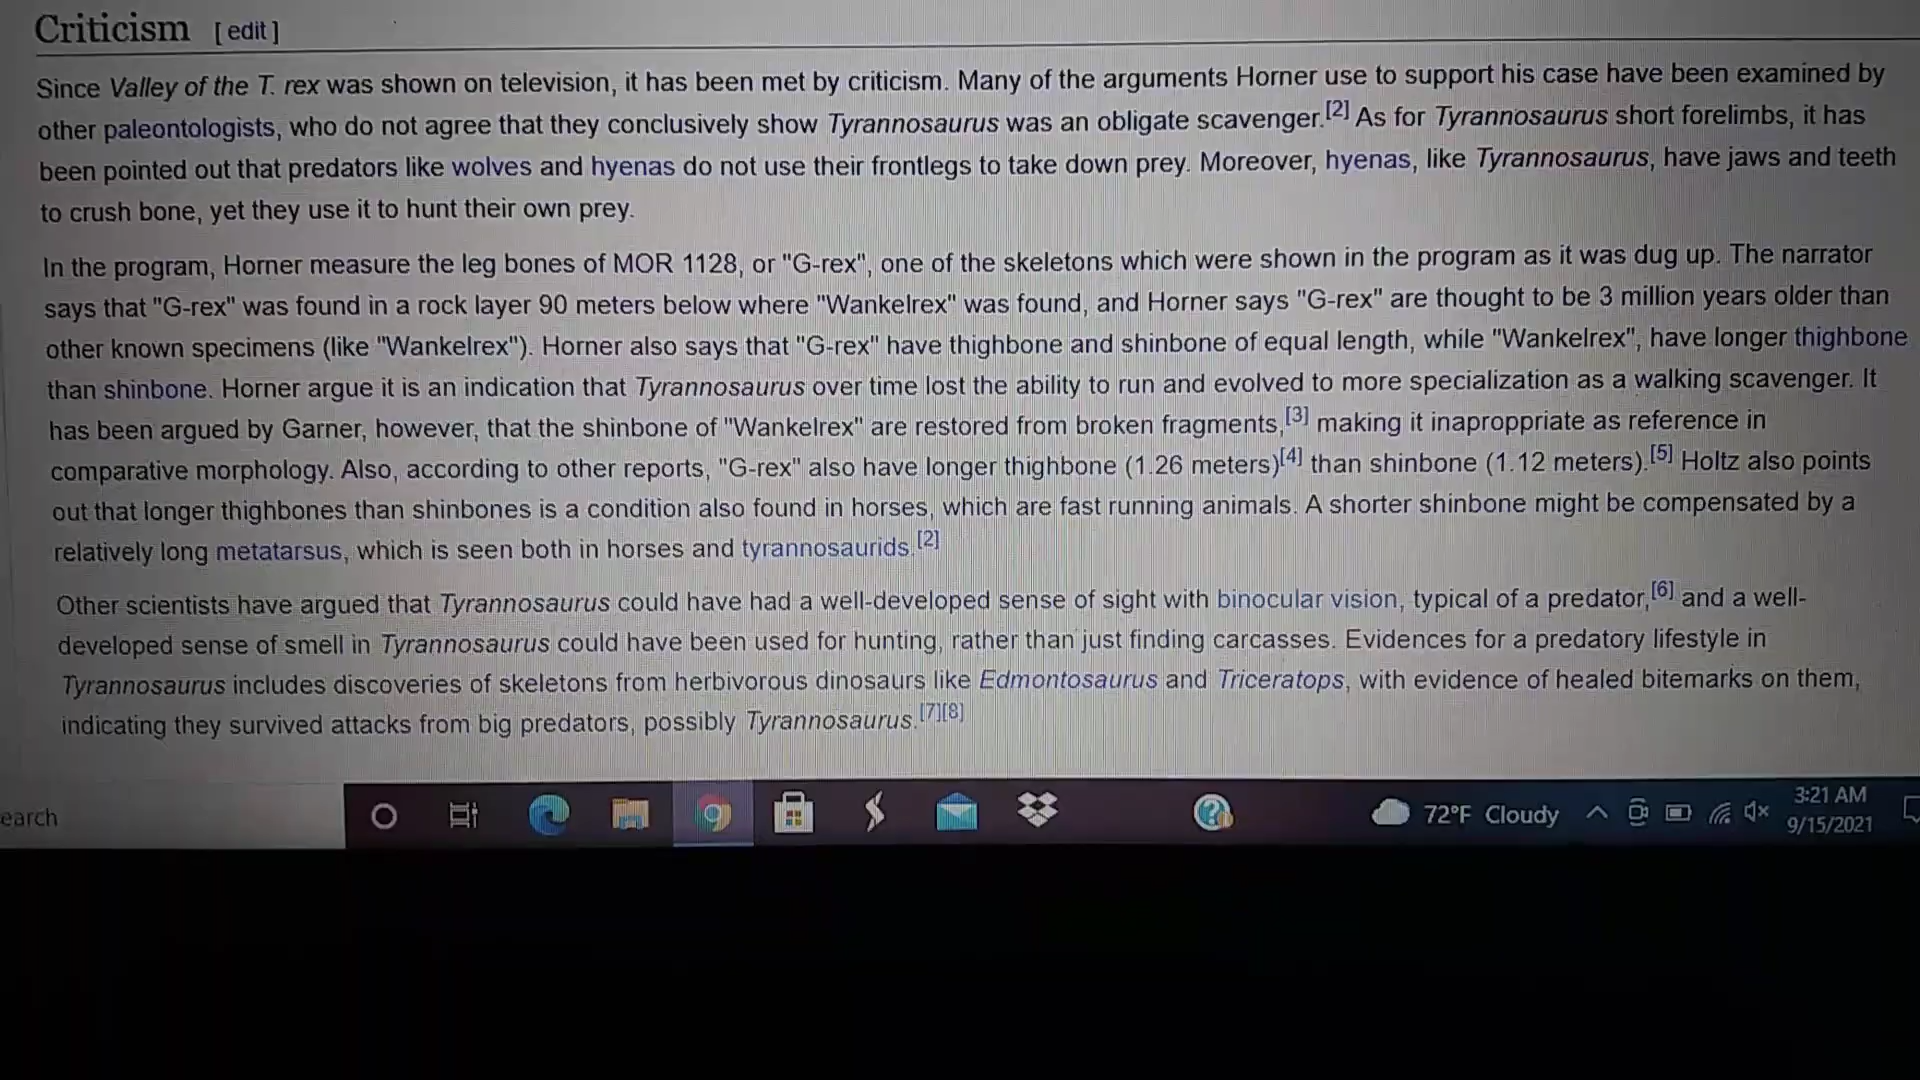 Criticism [ edit ]
Since Valley of the T. rex was shown on television, it has been met by criticism. Many of the arguments Horner use to support his case have been examined by
other paleontologists, who do not agree that they conclusively show Tyrannosaurus was an obligate scavenger.[2] As for Tyrannosaurus short forelimbs, it has
been pointed out that predators like wolves and hyenas do not use their frontlegs to take down prey. Moreover, hyenas, like Tyrannosaurus, have jaws and teeth
to crush bone, yet they use it to hunt their own prey.
In the program, Horner measure the leg bones of MOR 1128, or "G-rex", one of the skeletons which were shown in the program as it was dug up. The narrator
says that "G-rex" was found in a rock layer 90 meters below where "Wankelrex" was found, and Horner says "G-rex" are thought to be 3 million years older than
other known specimens (like "Wankelrex"). Horner also says that "G-rex" have thighbone and shinbone of equal length, while "Wankelrex", have longer thighbone
than shinbone. Horner argue it is an indication that Tyrannosaurus over time lost the ability to run and evolved to more specialization as a walking scavenger. It
has been argued by Garner, however, that the shinbone of "Wankelrex" are restored from broken fragments,[3] making it inaproppriate as reference in
comparative morphology. Also, according to other reports, "G-rex" also have longer thighbone (1.26 meters)[4] than shinbone (1.12 meters).[5] Holtz also points
out that longer thighbones than shinbones is a condition also found in horses, which are fast running animals. A shorter shinbone might be compensated by a
relatively long metatarsus, which is seen both in horses and tyrannosaurids.[2]
Other scientists have argued that Tyrannosaurus could have had a well-developed sense of sight with binocular vision, typical of a predator,[6] and a well-
developed sense of smell in Tyrannosaurus could have been used for hunting, rather than just finding carcasses. Evidences for a predatory lifestyle in
Tyrannosaurus includes discoveries of skeletons from herbivorous dinosaurs like Edmontosaurus and Triceratops, with evidence of healed bitemarks on them,
indicating they survived attacks from big predators, possibly Tyrannosaurus.[7][8]
earch
72°F Cloudy
3:21 AM
9/15/2021